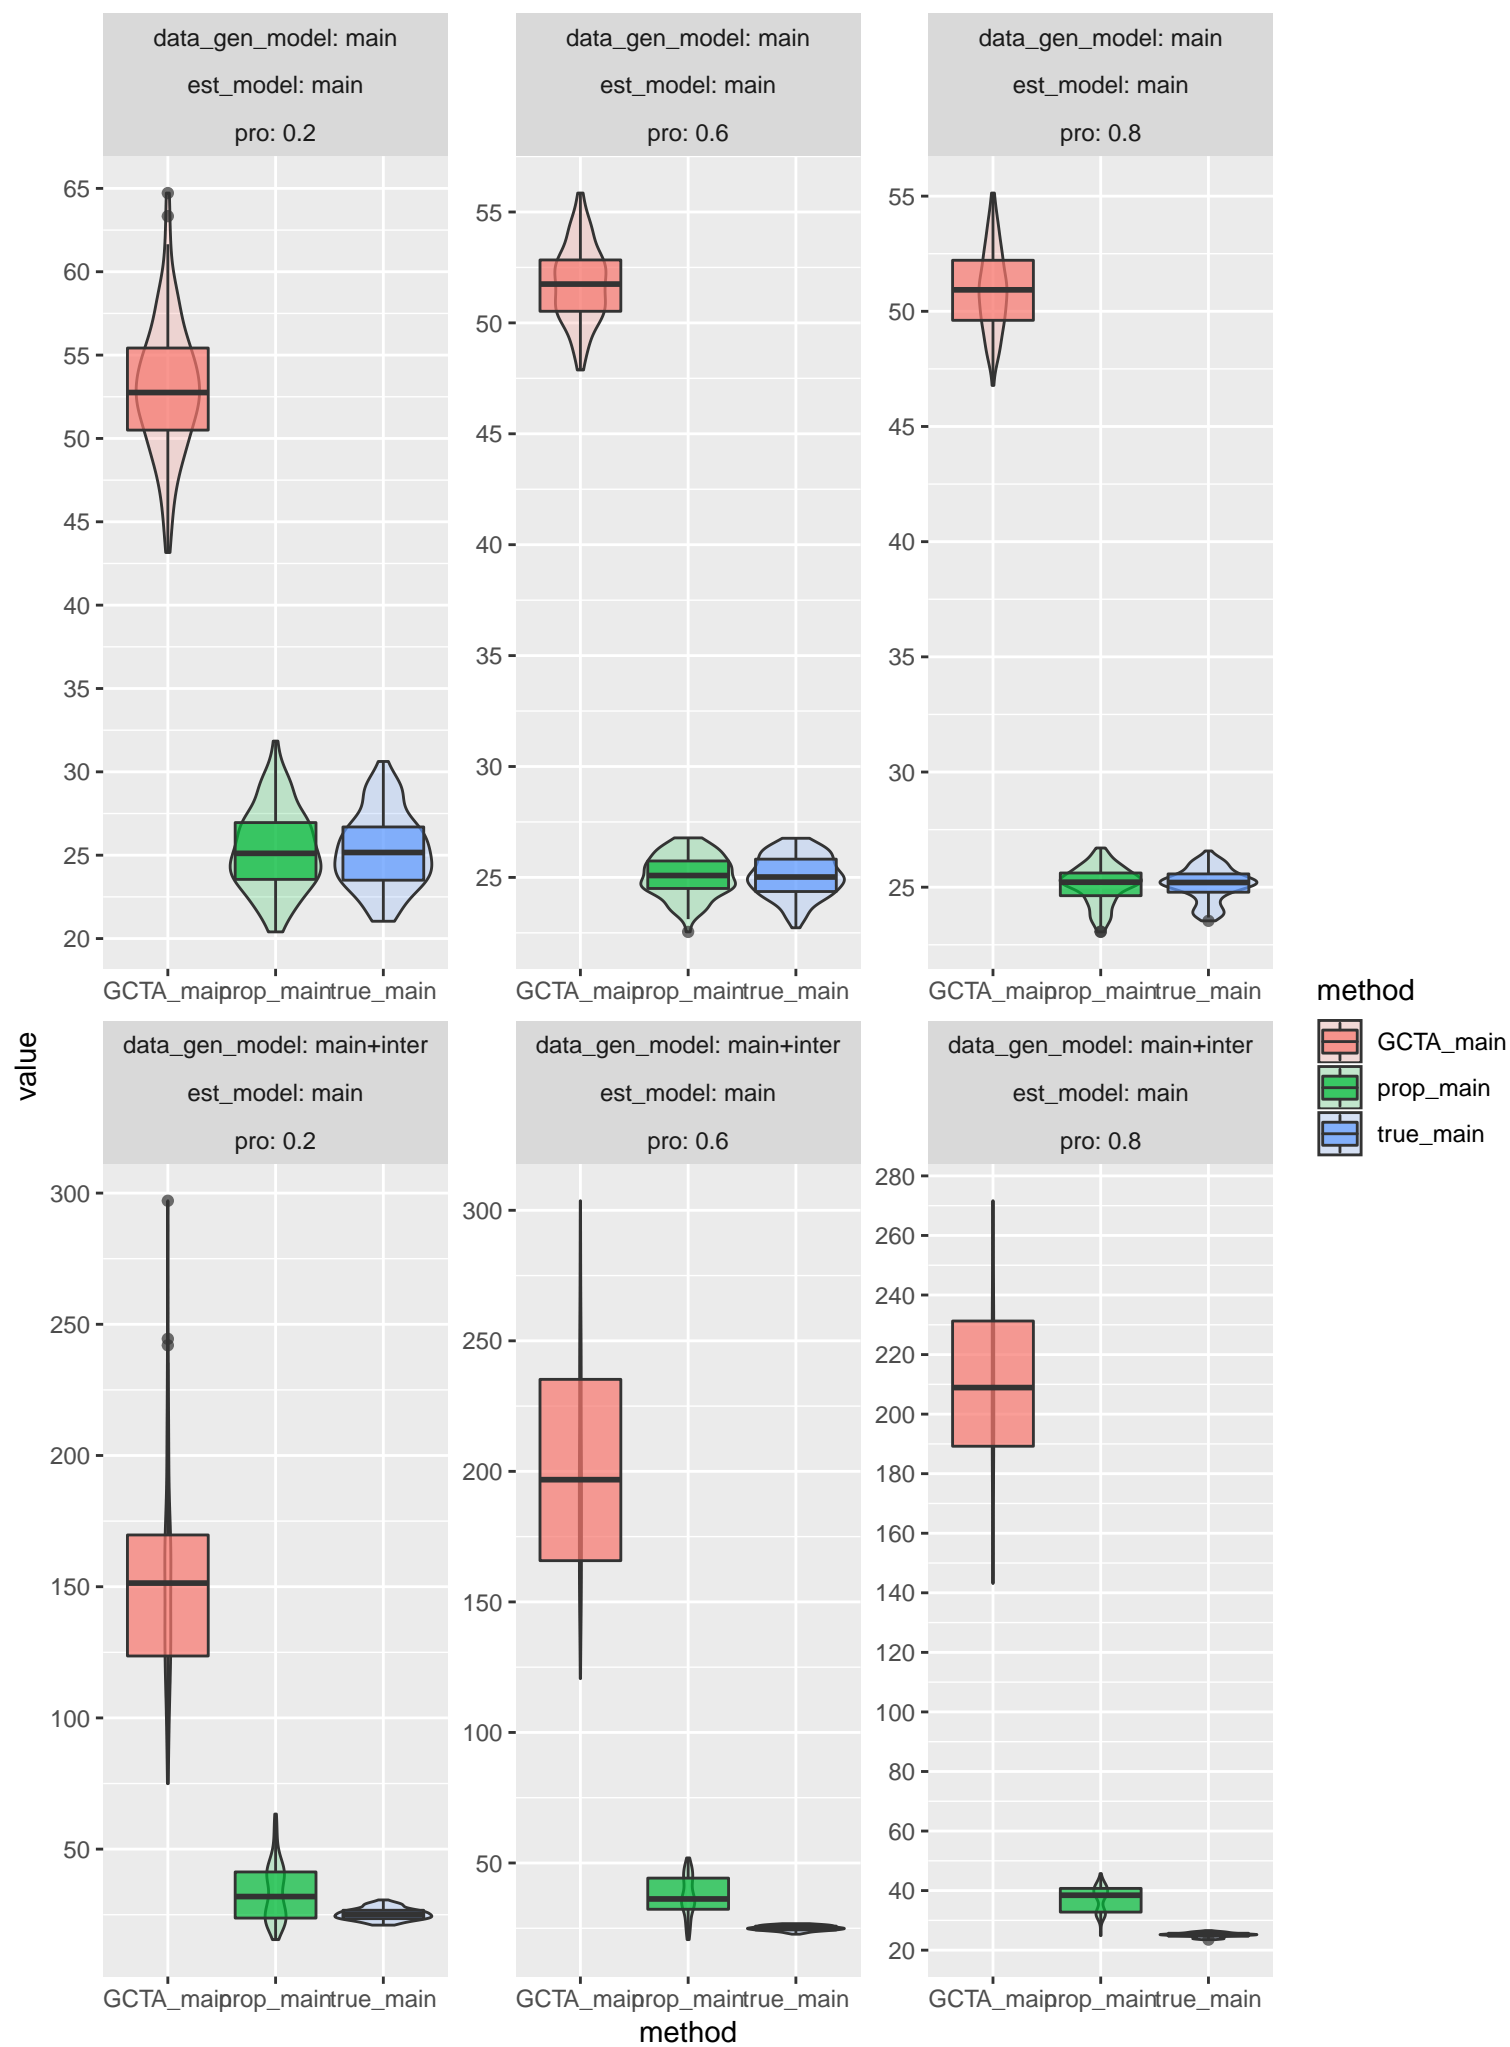 data_gen_model: main
est_model: main
pro: 0.2
data_gen_model: main
est_model: main
pro: 0.6
data_gen_model: main
est_model: main
pro: 0.8
65
60
55
50
45
40
35
30
25
20
55
50
45
40
35
30
25
55
50
45
40
35
30
25
GCTA_main prop_main true_main
GCTA_main prop_main true_main
GCTA_main prop_main true_main
data_gen_model: main+inter
est_model: main
pro: 0.2
data_gen_model: main+inter
est_model: main
pro: 0.6
data_gen_model: main+inter
est_model: main
pro: 0.8
300
250
200
150
100
50
300
250
200
150
100
50
280
260
240
220
200
180
160
140
120
100
80
60
40
20
GCTA_main prop_main true_main
GCTA_main prop_main true_main
GCTA_main prop_main true_main
method
value
method
GCTA_main
prop_main
true_main